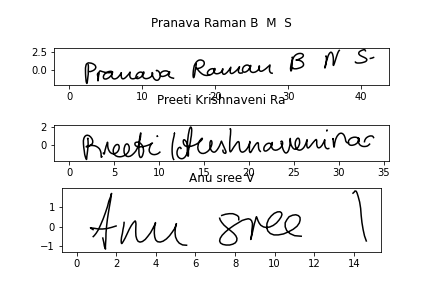 Pranava Raman B M S
2.5
0.0
Pranava Raman B M S
0 10 20 30 40
Preeti Krishnaveni Ra
2
0
Preeti Krishnaveni Ra
0 5 10 15 20 25 30 35
Anu sree V
1
0
−1
Anu sree
0 2 4 6 8 10 12 14